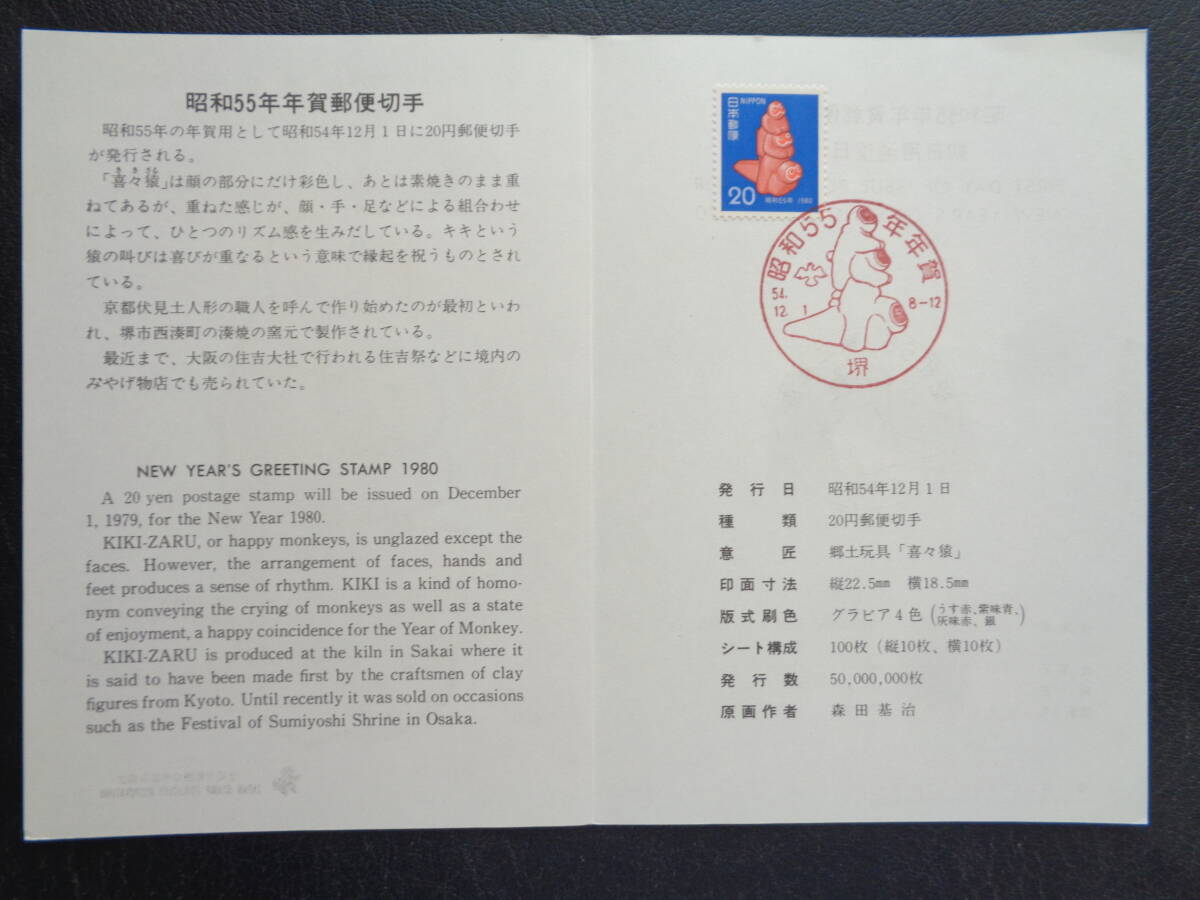 昭和55年年賀郵便切手
昭和55年の年賀用として昭和54年12月1日に20円郵便切手
が発行される。
「喜々猿」は顔の部分にだけ彩色し、あとは素焼きのまま重
ねてあるが、重ねた感じが、顔・手・足などによる組合わせ
によって、ひとつのリズム感を生みだしている。キキという
猿の叫びは喜びが重なるという意味で縁起を祝うものとされ
ている。
京都伏見土人形の職人を呼んで作り始めたのが最初といわ
れ、堺市西湊町の湊焼の窯元で製作されている。
最近まで、大阪の住吉大社で行われる住吉祭などに境内の
みやげ物店でも売られていた。
NEW YEAR'S GREETING STAMP 1980
A 20 yen postage stamp will be issued on December
1, 1979, for the New Year 1980.
KIKI-ZARU, or happy monkeys, is unglazed except the
faces. However, the arrangement of faces, hands and
feet produces a sense of rhythm. KIKI is a kind of homo-
nym conveying the crying of monkeys as well as a state
of enjoyment, a happy coincidence for the Year of Monkey.
KIKI-ZARU is produced at the kiln in Sakai where it
is said to have been made first by the craftsmen of clay
figures from Kyoto. Until recently it was sold on occasions
such as the Festival of Sumiyoshi Shrine in Osaka.
NIPPON
日本郵便
20
昭和55年 1980
昭和55年年賀
54.
12. 1
8-12
堺
発行日 昭和54年12月1日
種類 20円郵便切手
意匠 郷土玩具「喜々猿」
印面寸法 縦22.5mm 横18.5mm
版式刷色 グラビア4色(うす赤、紫味青、灰味赤、銀)
シート構成 100枚(縦10枚、横10枚)
発行数 50,000,000枚
原画作者 森田基治